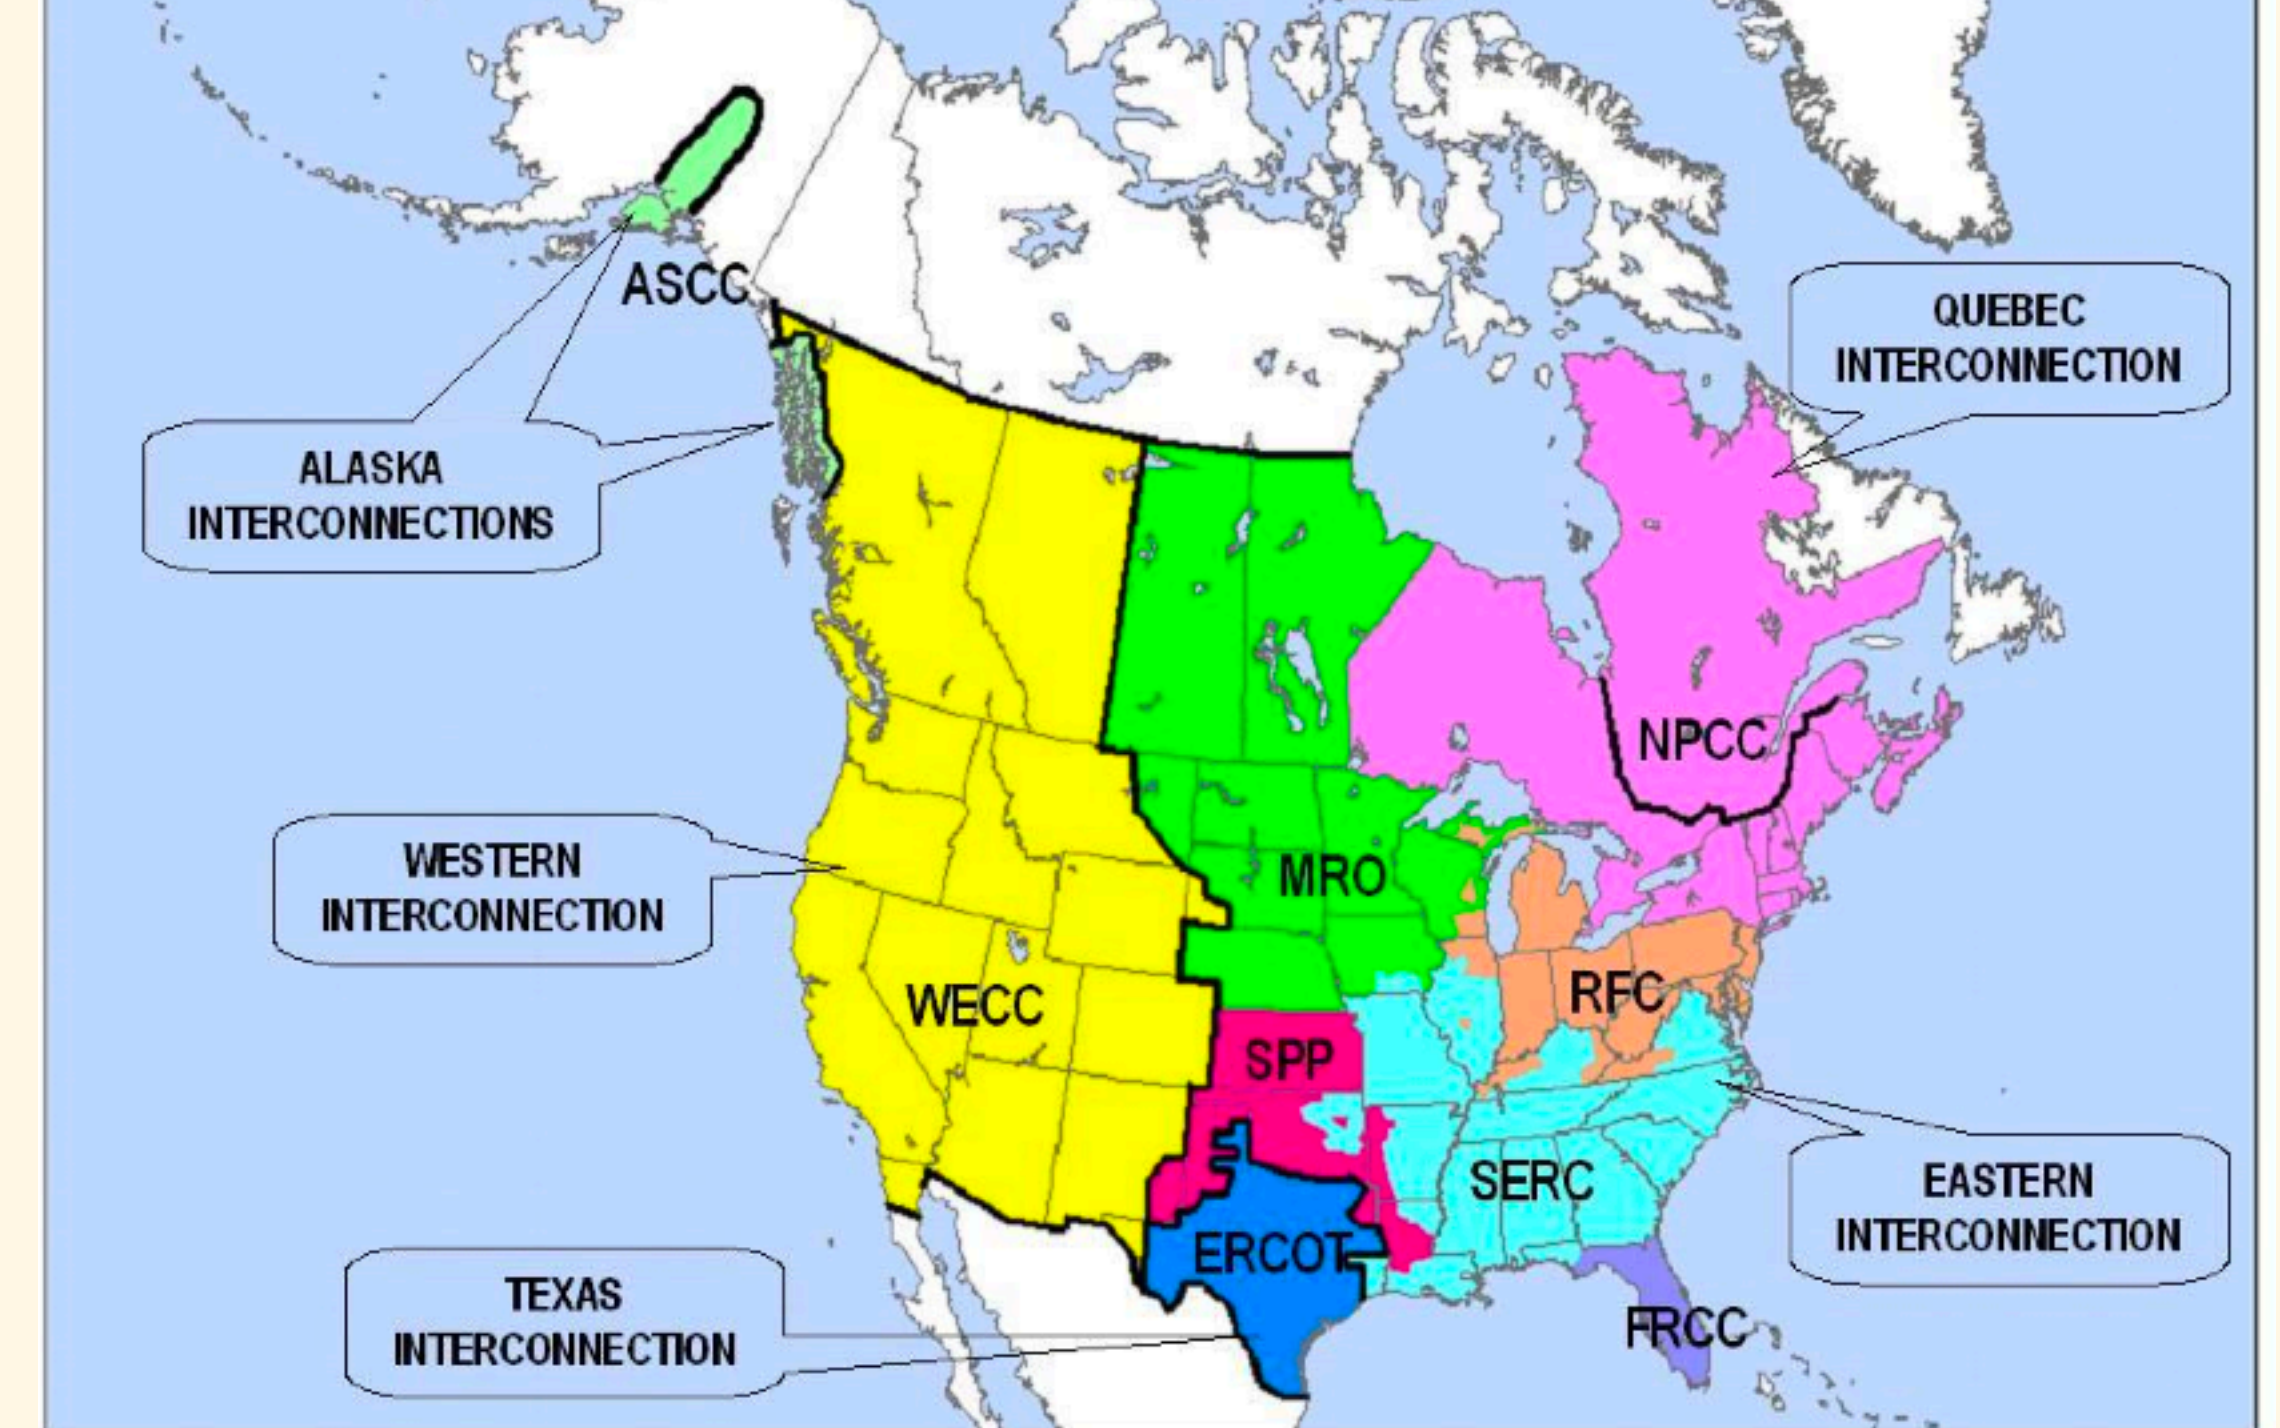 ASCC
QUEBEC
INTERCONNECTION
ALASKA
INTERCONNECTIONS
NPCC
WESTERN
INTERCONNECTION
MRO
RFC
WECC
SPP
SERC
EASTERN
INTERCONNECTION
ERCOT
TEXAS
INTERCONNECTION
FRCC